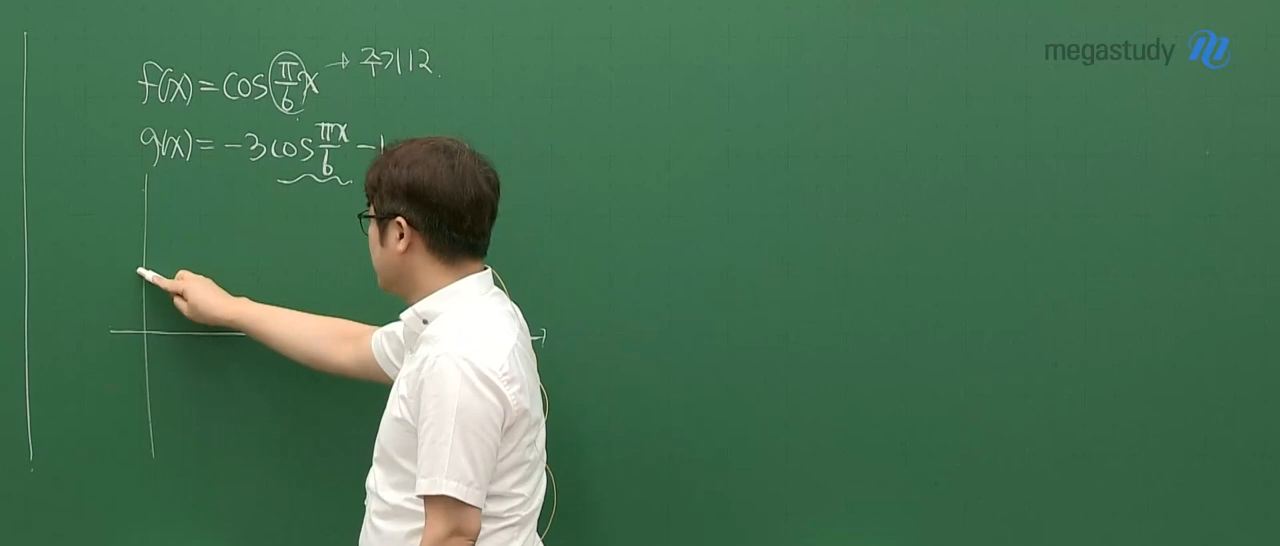 f(x) = cos π/6 x → 주기 12.
megastudy
g(x) = -3cos πx/6 - 1